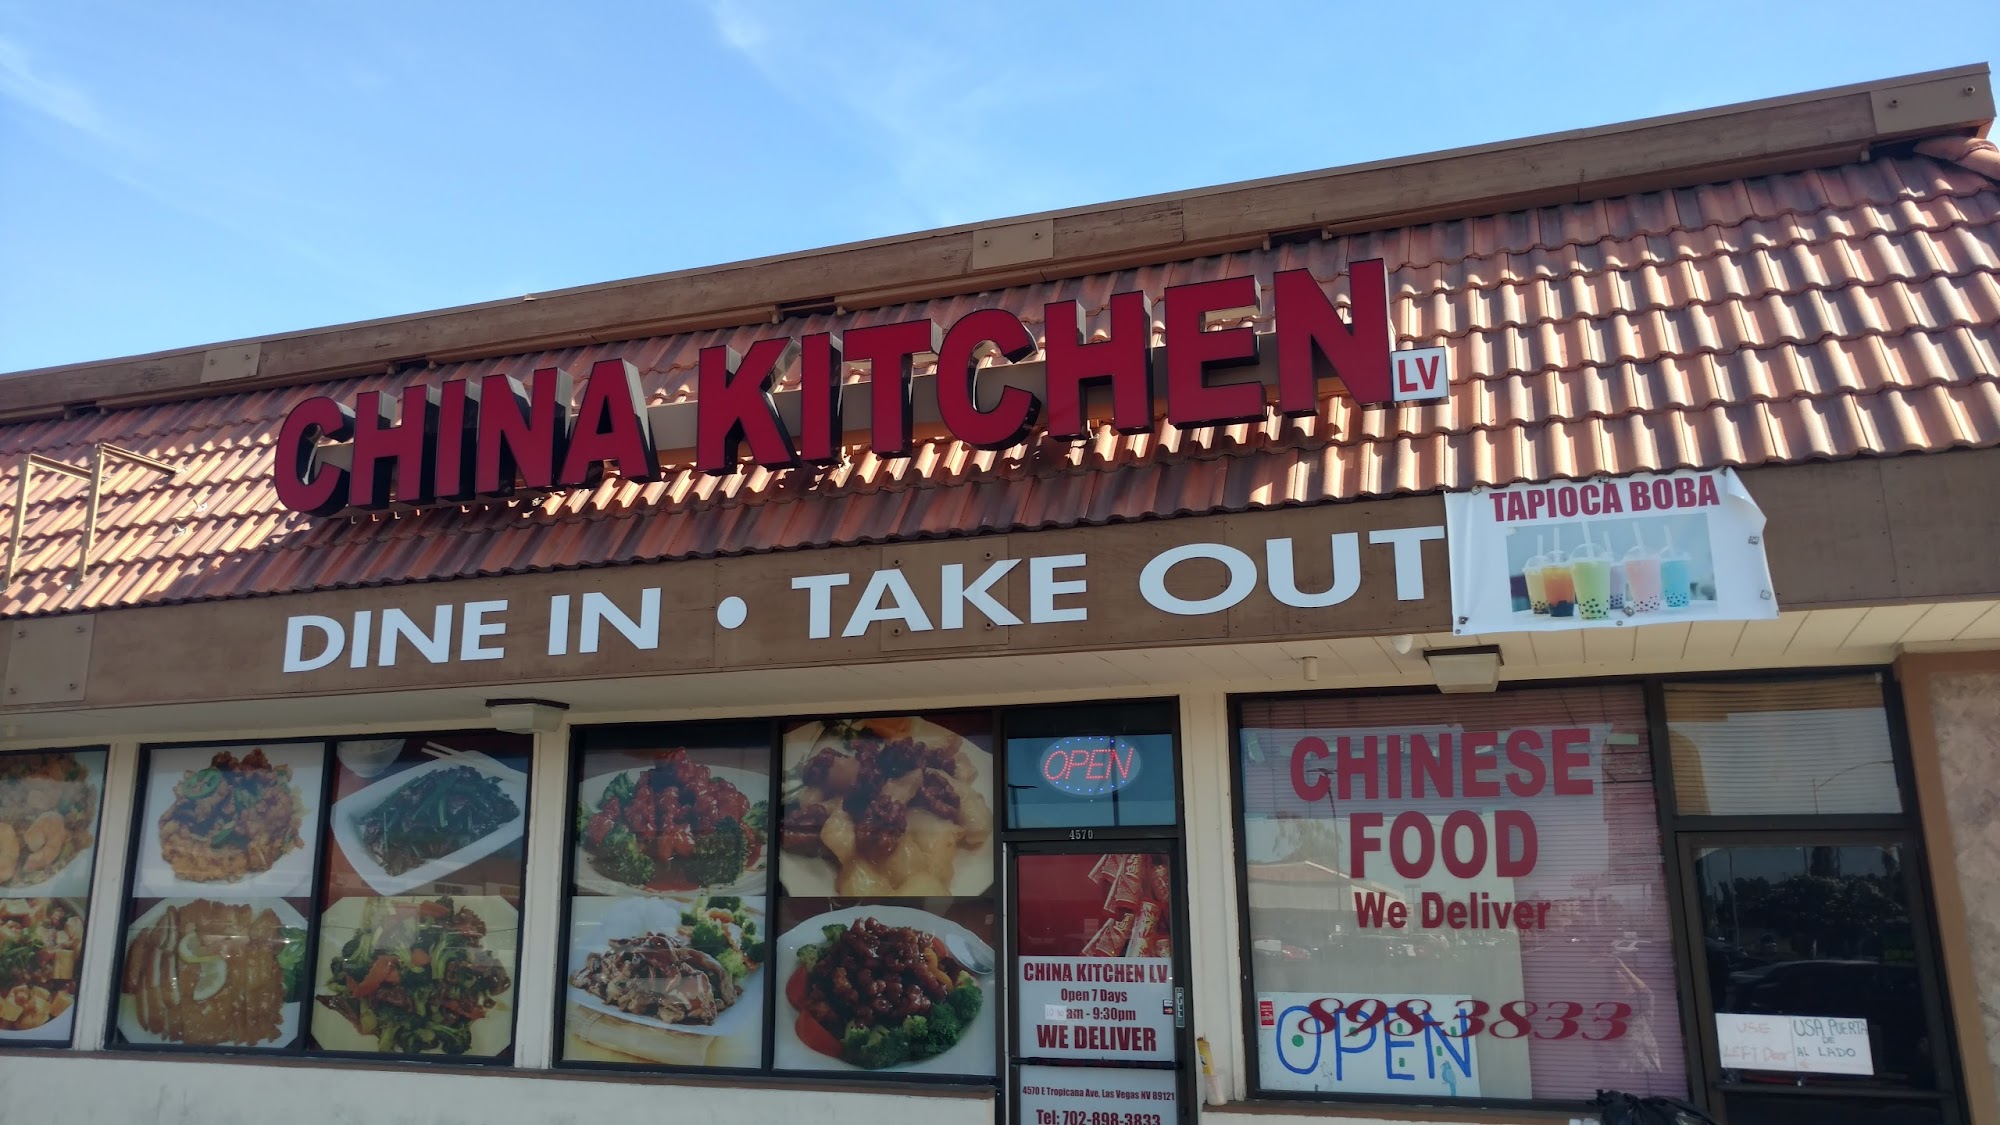 CHINA KITCHEN LV
DINE IN • TAKE OUT
TAPIOCA BOBA
OPEN
4570
CHINA KITCHEN LV
Open 7 Days
am - 9:30pm
WE DELIVER
4570 E Tropicana Ave, Las Vegas NV 89121
Tel: 702-898-3833
PULL
CHINESE
FOOD
We Deliver
898 3833
OPEN
USE
LEFT Door
USA PUERTA
DE
AL LADO